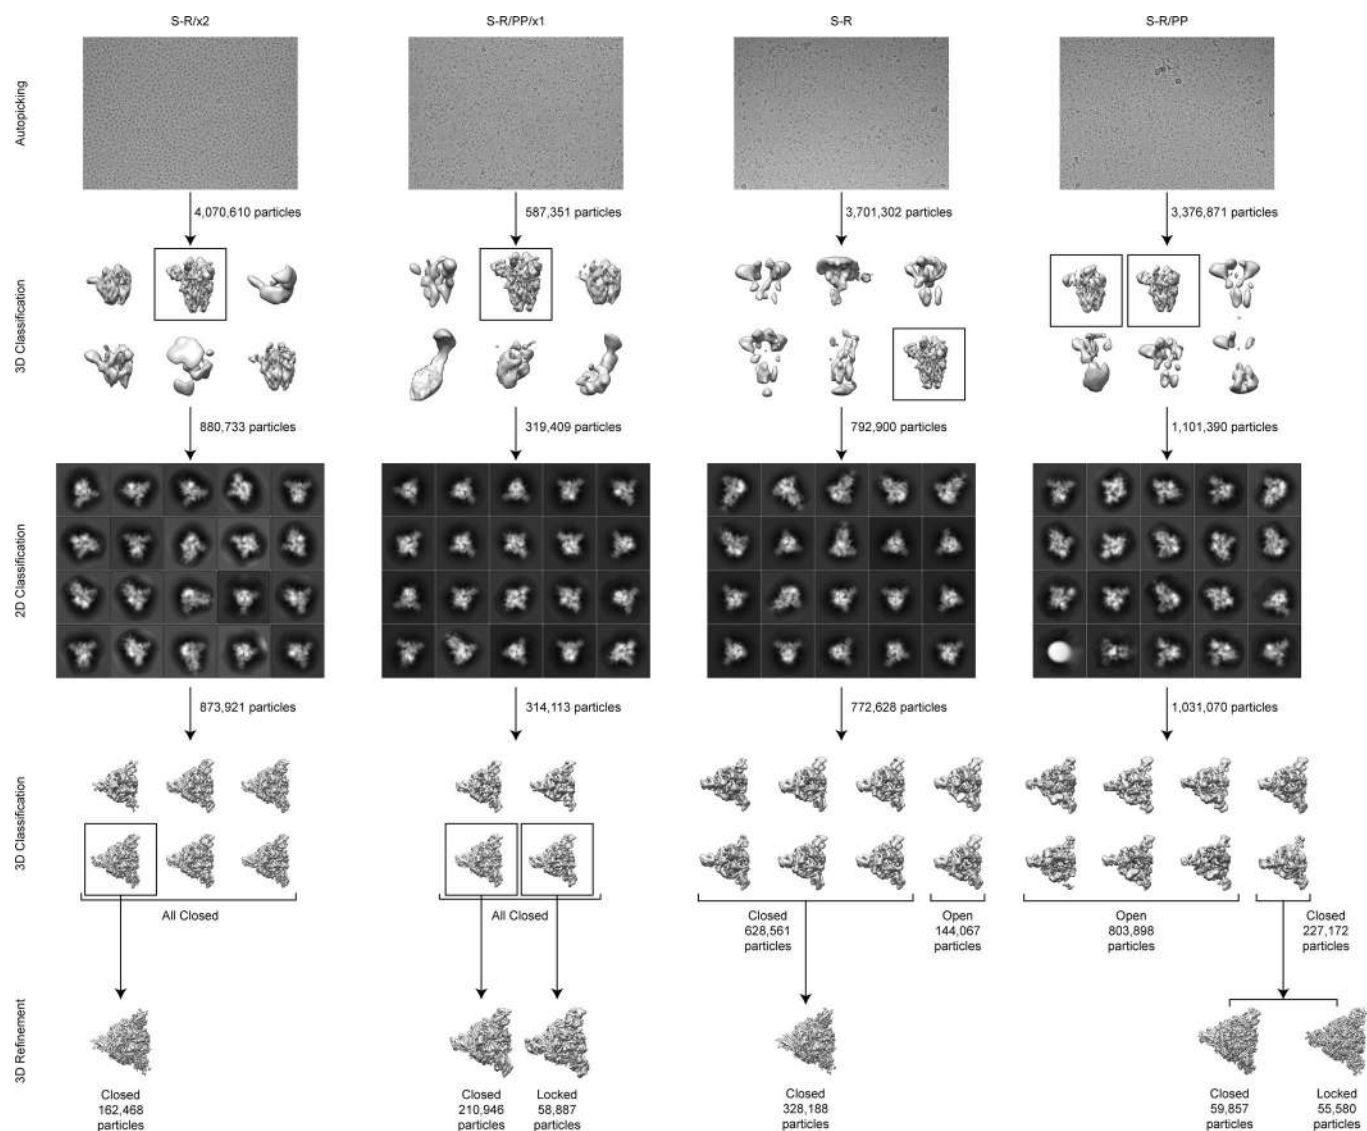 S-R/x2
S-R/PP/x1
S-R
S-R/PP
Autopicking
4,070,610 particles
587,351 particles
3,701,302 particles
3,376,871 particles
3D Classification
880,733 particles
319,409 particles
792,900 particles
1,101,390 particles
2D Classification
873,921 particles
314,113 particles
772,628 particles
1,031,070 particles
3D Classification
All Closed
All Closed
Closed
628,561
particles
Open
144,067
particles
Open
803,898
particles
Closed
227,172
particles
3D Refinement
Closed
162,468
particles
Closed
210,946
particles
Locked
58,887
particles
Closed
328,188
particles
Closed
59,857
particles
Locked
55,580
particles